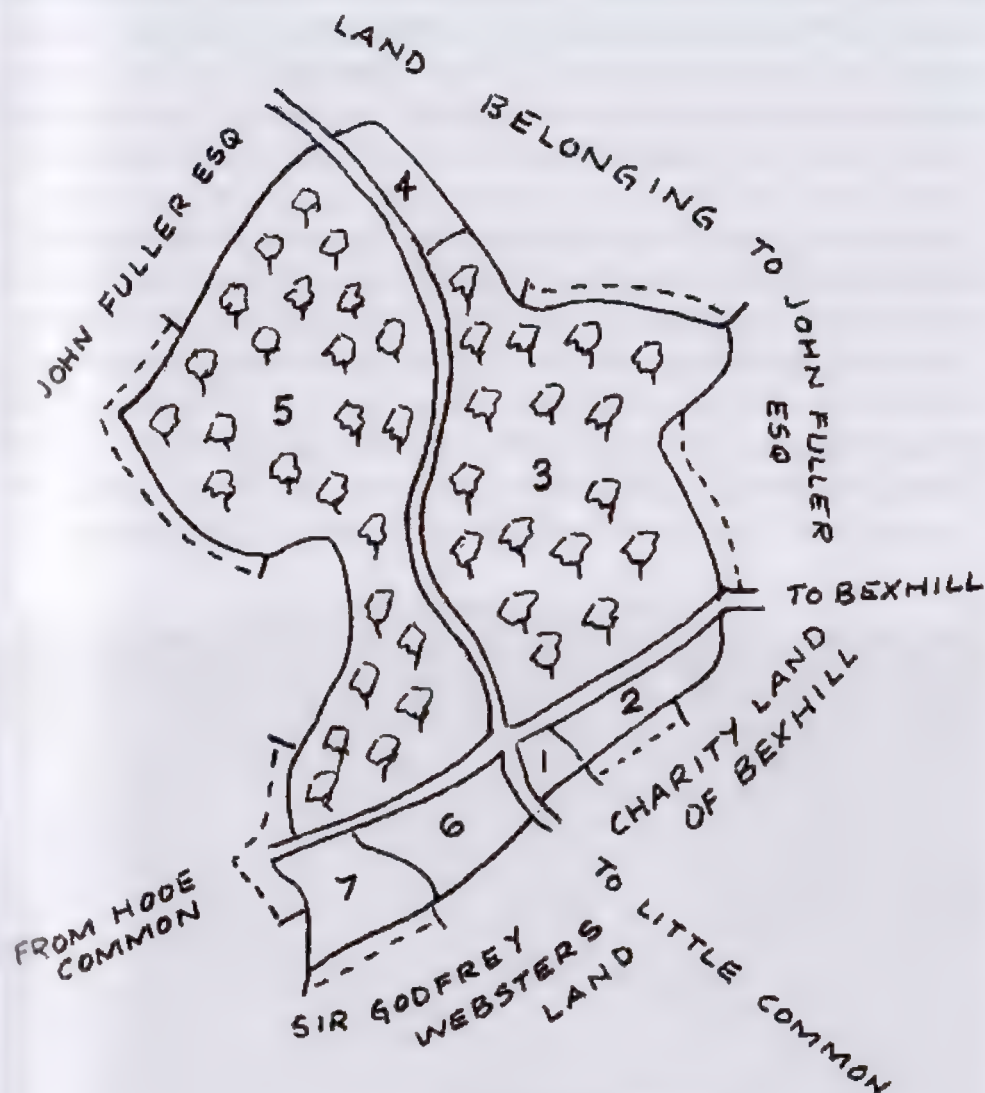 LAND BELONGING TO JOHN FULLER
ESQ
JOHN FULLER ESQ
4
5
3
TO BEXHILL
2
1
CHARITY LAND
OF BEXHILL
6
7
FROM HOOE
COMMON
TO LITTLE COMMON
SIR GODFREY
WEBSTERS
LAND